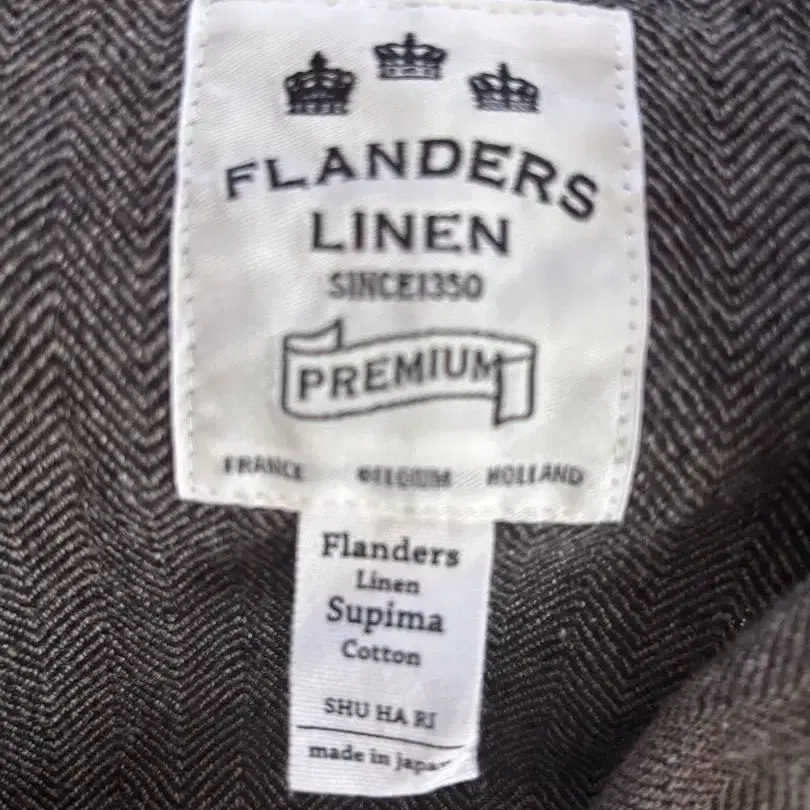 FLANDERS
LINEN
SINCE1350
PREMIUM
FRANCE BELGIUM HOLLAND
Flanders
Linen
Supima
Cotton
SHU HA RI
made in japan